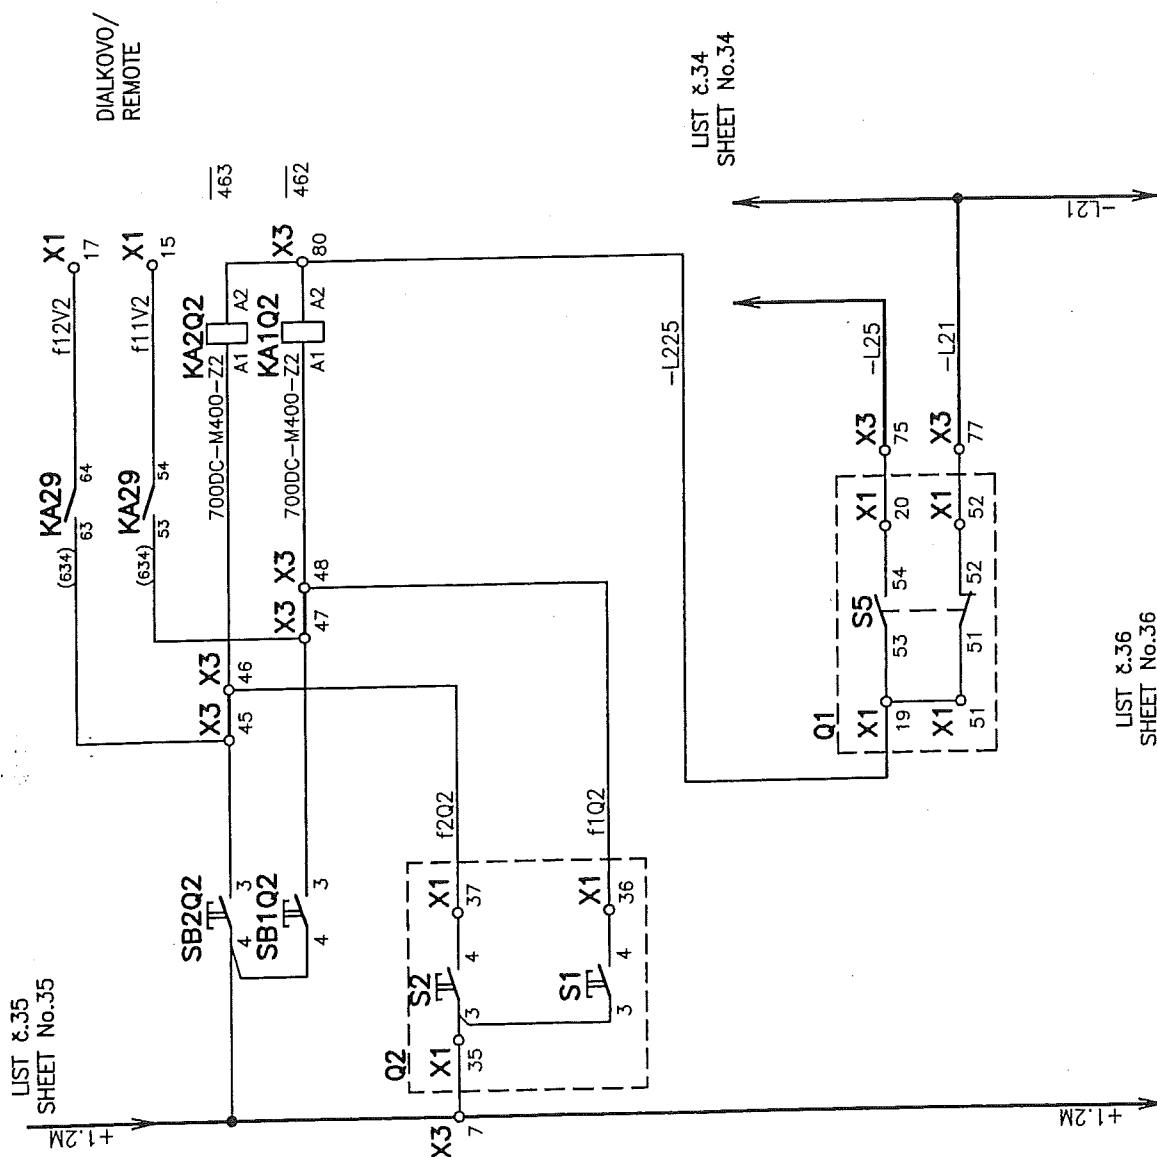 LIST č.35
SHEET No.35
DIALKOVO/
REMOTE
LIST č.34
SHEET No.34
LIST č.36
SHEET No.36
+1.2M
X3
7
SB2Q2
4
3
SB1Q2
4
3
Q2
X1
35
S2
3
4
X1
37
f2Q2
S1
3
4
X1
36
f1Q2
X3
45
X3
46
X3
47
X3
48
(634)
KA29
63
64
f12V2
X1
17
(634)
KA29
53
54
f11V2
X1
15
700DC-M400-Z2
KA2Q2
A1
A2
463
700DC-M400-Z2
KA1Q2
A1
A2
X3
80
462
-L225
Q1
X1
19
S5
53
54
X1
20
X3
75
-L25
X1
51
51
52
X1
52
X3
77
-L21
-L21
+1.2M